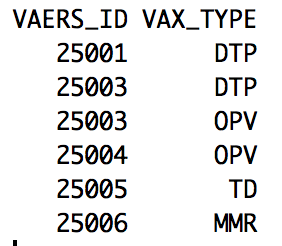 VAERS_ID VAX_TYPE
25001 DTP
25003 DTP
25003 OPV
25004 OPV
25005 TD
25006 MMR